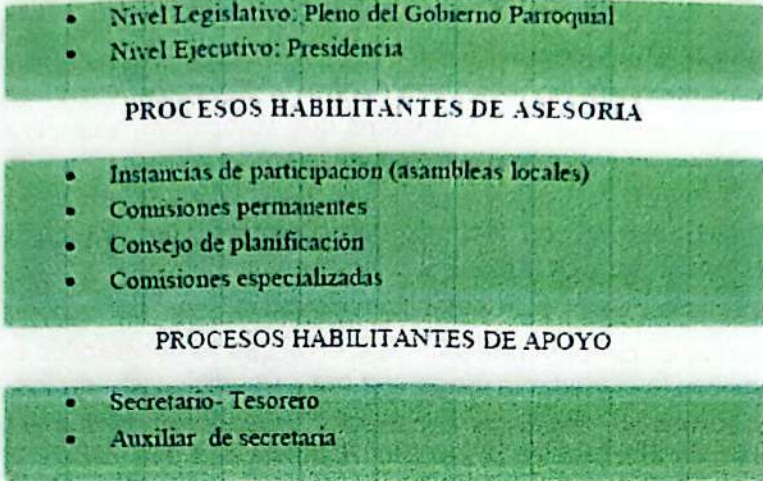 • Nivel Legislativo: Pleno del Gobierno Parroquial
• Nivel Ejecutivo: Presidencia
PROCESOS HABILITANTES DE ASESORIA
• Instancias de participación (asambleas locales)
• Comisiones permanentes
• Consejo de planificación
• Comisiones especializadas
PROCESOS HABILITANTES DE APOYO
• Secretario- Tesorero
• Auxiliar de secretaria